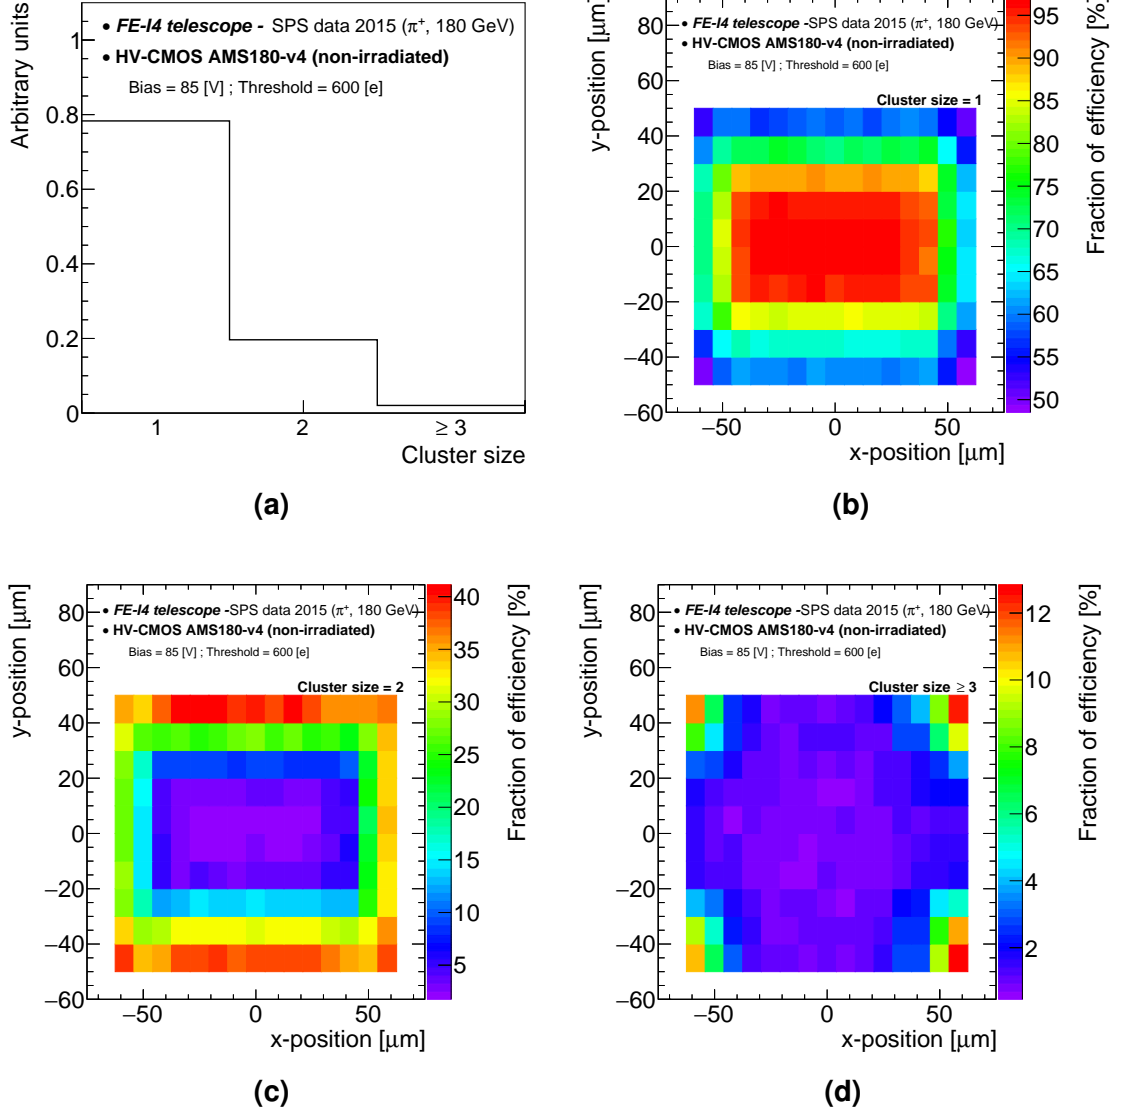 Arbitrary units
1
0.8
0.6
0.4
0.2
0
• FE-I4 telescope - SPS data 2015 (π⁺, 180 GeV)
• HV-CMOS AMS180-v4 (non-irradiated)
Bias = 85 [V] ; Threshold = 600 [e]
1 2 ≥ 3
Cluster size
(a)
y-position [μm]
80
60
40
20
0
−20
−40
−60
• FE-I4 telescope -SPS data 2015 (π⁺, 180 GeV)
• HV-CMOS AMS180-v4 (non-irradiated)
Bias = 85 [V] ; Threshold = 600 [e]
Cluster size = 1
−50 0 50
x-position [μm]
95
90
85
80
75
70
65
60
55
50
Fraction of efficiency [%]
(b)
y-position [μm]
80
60
40
20
0
−20
−40
−60
• FE-I4 telescope -SPS data 2015 (π⁺, 180 GeV)
• HV-CMOS AMS180-v4 (non-irradiated)
Bias = 85 [V] ; Threshold = 600 [e]
Cluster size = 2
−50 0 50
x-position [μm]
40
35
30
25
20
15
10
5
Fraction of efficiency [%]
(c)
y-position [μm]
80
60
40
20
0
−20
−40
−60
• FE-I4 telescope -SPS data 2015 (π⁺, 180 GeV)
• HV-CMOS AMS180-v4 (non-irradiated)
Bias = 85 [V] ; Threshold = 600 [e]
Cluster size ≥ 3
−50 0 50
x-position [μm]
12
10
8
6
4
2
Fraction of efficiency [%]
(d)